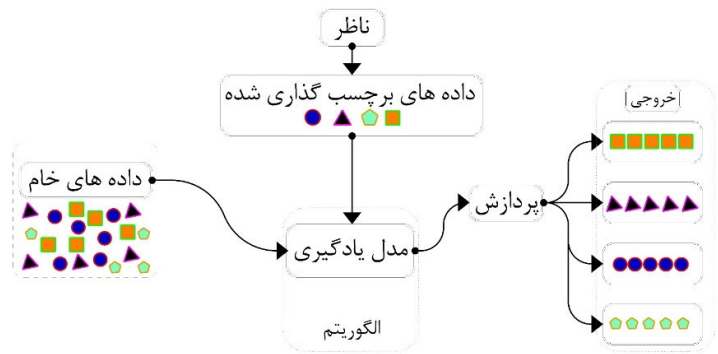 ناظر
داده های برچسب گذاری شده
خروجی
داده های خام
پردازش
مدل یادگیری
الگوریتم